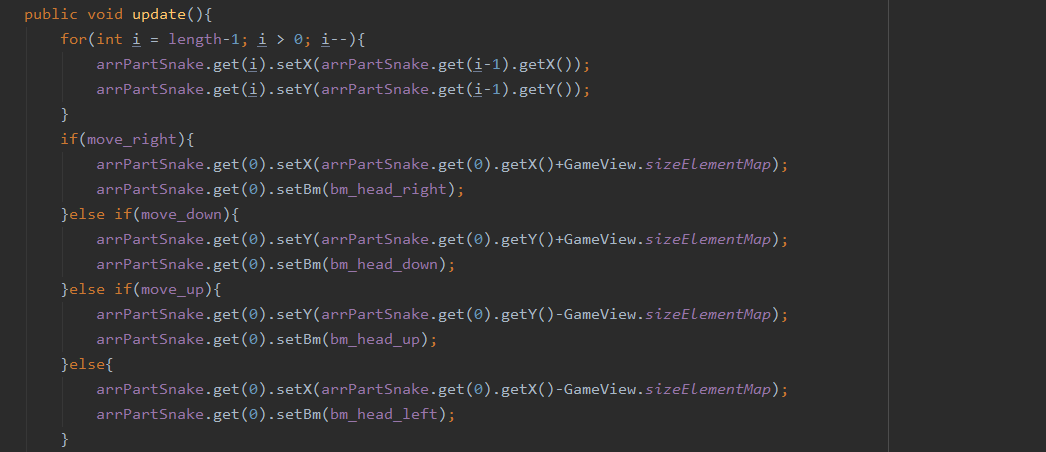 public void update(){
for(int i = length-1; i > 0; i--){
arrPartSnake.get(i).setX(arrPartSnake.get(i-1).getX());
arrPartSnake.get(i).setY(arrPartSnake.get(i-1).getY());
}
if(move_right){
arrPartSnake.get(0).setX(arrPartSnake.get(0).getX()+GameView.sizeElementMap);
arrPartSnake.get(0).setBm(bm_head_right);
}else if(move_down){
arrPartSnake.get(0).setY(arrPartSnake.get(0).getY()+GameView.sizeElementMap);
arrPartSnake.get(0).setBm(bm_head_down);
}else if(move_up){
arrPartSnake.get(0).setY(arrPartSnake.get(0).getY()-GameView.sizeElementMap);
arrPartSnake.get(0).setBm(bm_head_up);
}else{
arrPartSnake.get(0).setX(arrPartSnake.get(0).getX()-GameView.sizeElementMap);
arrPartSnake.get(0).setBm(bm_head_left);
}